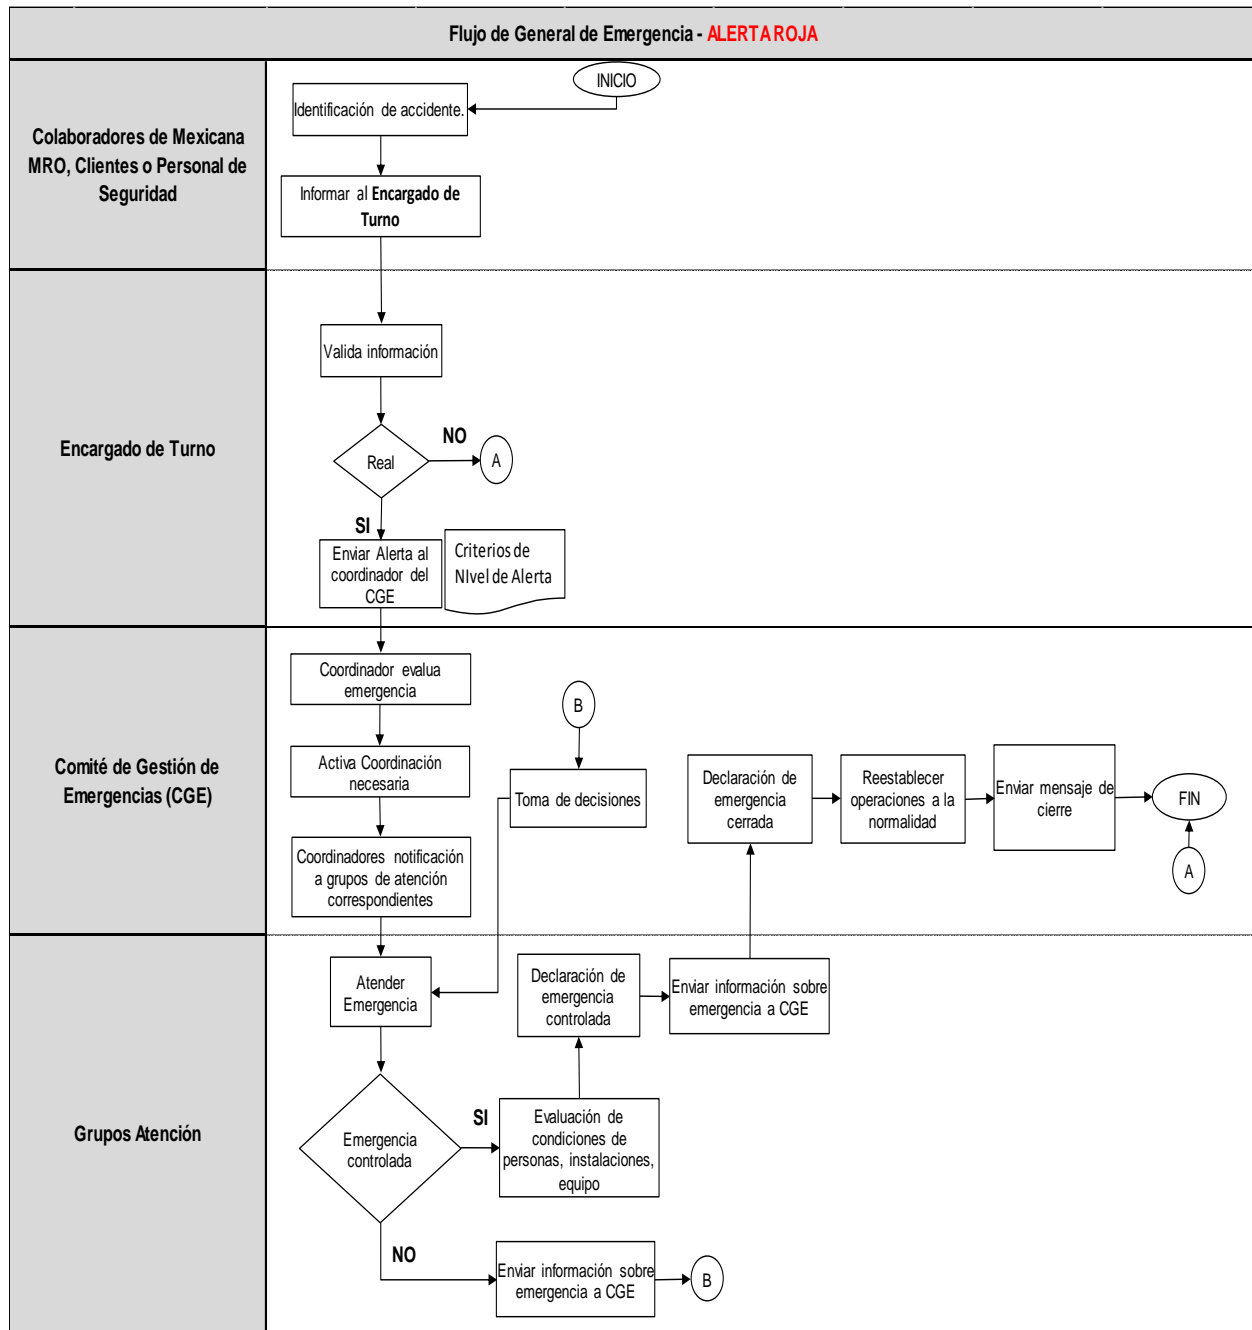 Flujo de General de Emergencia - ALERTA ROJA
Colaboradores de Mexicana
MRO, Clientes o Personal de
Seguridad
INICIO
Identificación de accidente.
Informar al Encargado de
Turno
Encargado de Turno
Valida información
Real
NO
A
SI
Enviar Alerta al
coordinador del
CGE
Criterios de
NIvel de Alerta
Comité de Gestión de
Emergencias (CGE)
Coordinador evalua
emergencia
Activa Coordinación
necesaria
Coordinadores notificación
a grupos de atención
correspondientes
B
Toma de decisiones
Declaración de
emergencia
cerrada
Reestablecer
operaciones a la
normalidad
Enviar mensaje de
cierre
FIN
A
Grupos Atención
Atender
Emergencia
Declaración de
emergencia
controlada
Enviar información sobre
emergencia a CGE
Emergencia
controlada
SI
Evaluación de
condiciones de
personas, instalaciones,
equipo
NO
Enviar información sobre
emergencia a CGE
B